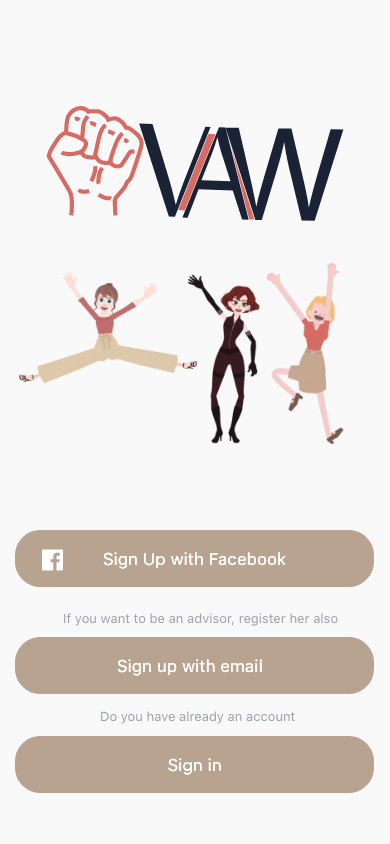 VAW
Sign Up with Facebook
If you want to be an advisor, register her also
Sign up with email
Do you have already an account
Sign in